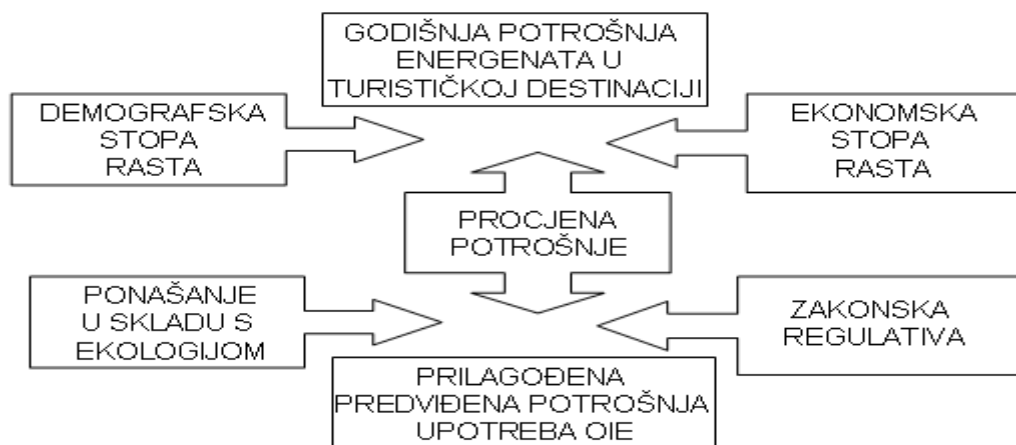 GODIŠNJA POTROŠNJA
ENERGENATA U
TURISTIČKOJ DESTINACIJI
DEMOGRAFSKA
STOPA
RASTA
EKONOMSKA
STOPA
RASTA
PROCJENA
POTROŠNJE
PONAŠANJE
U SKLADU S
EKOLOGIJOM
ZAKONSKA
REGULATIVA
PRILAGOĐENA
PREDVIĐENA POTROŠNJA
UPOTREBA OIE